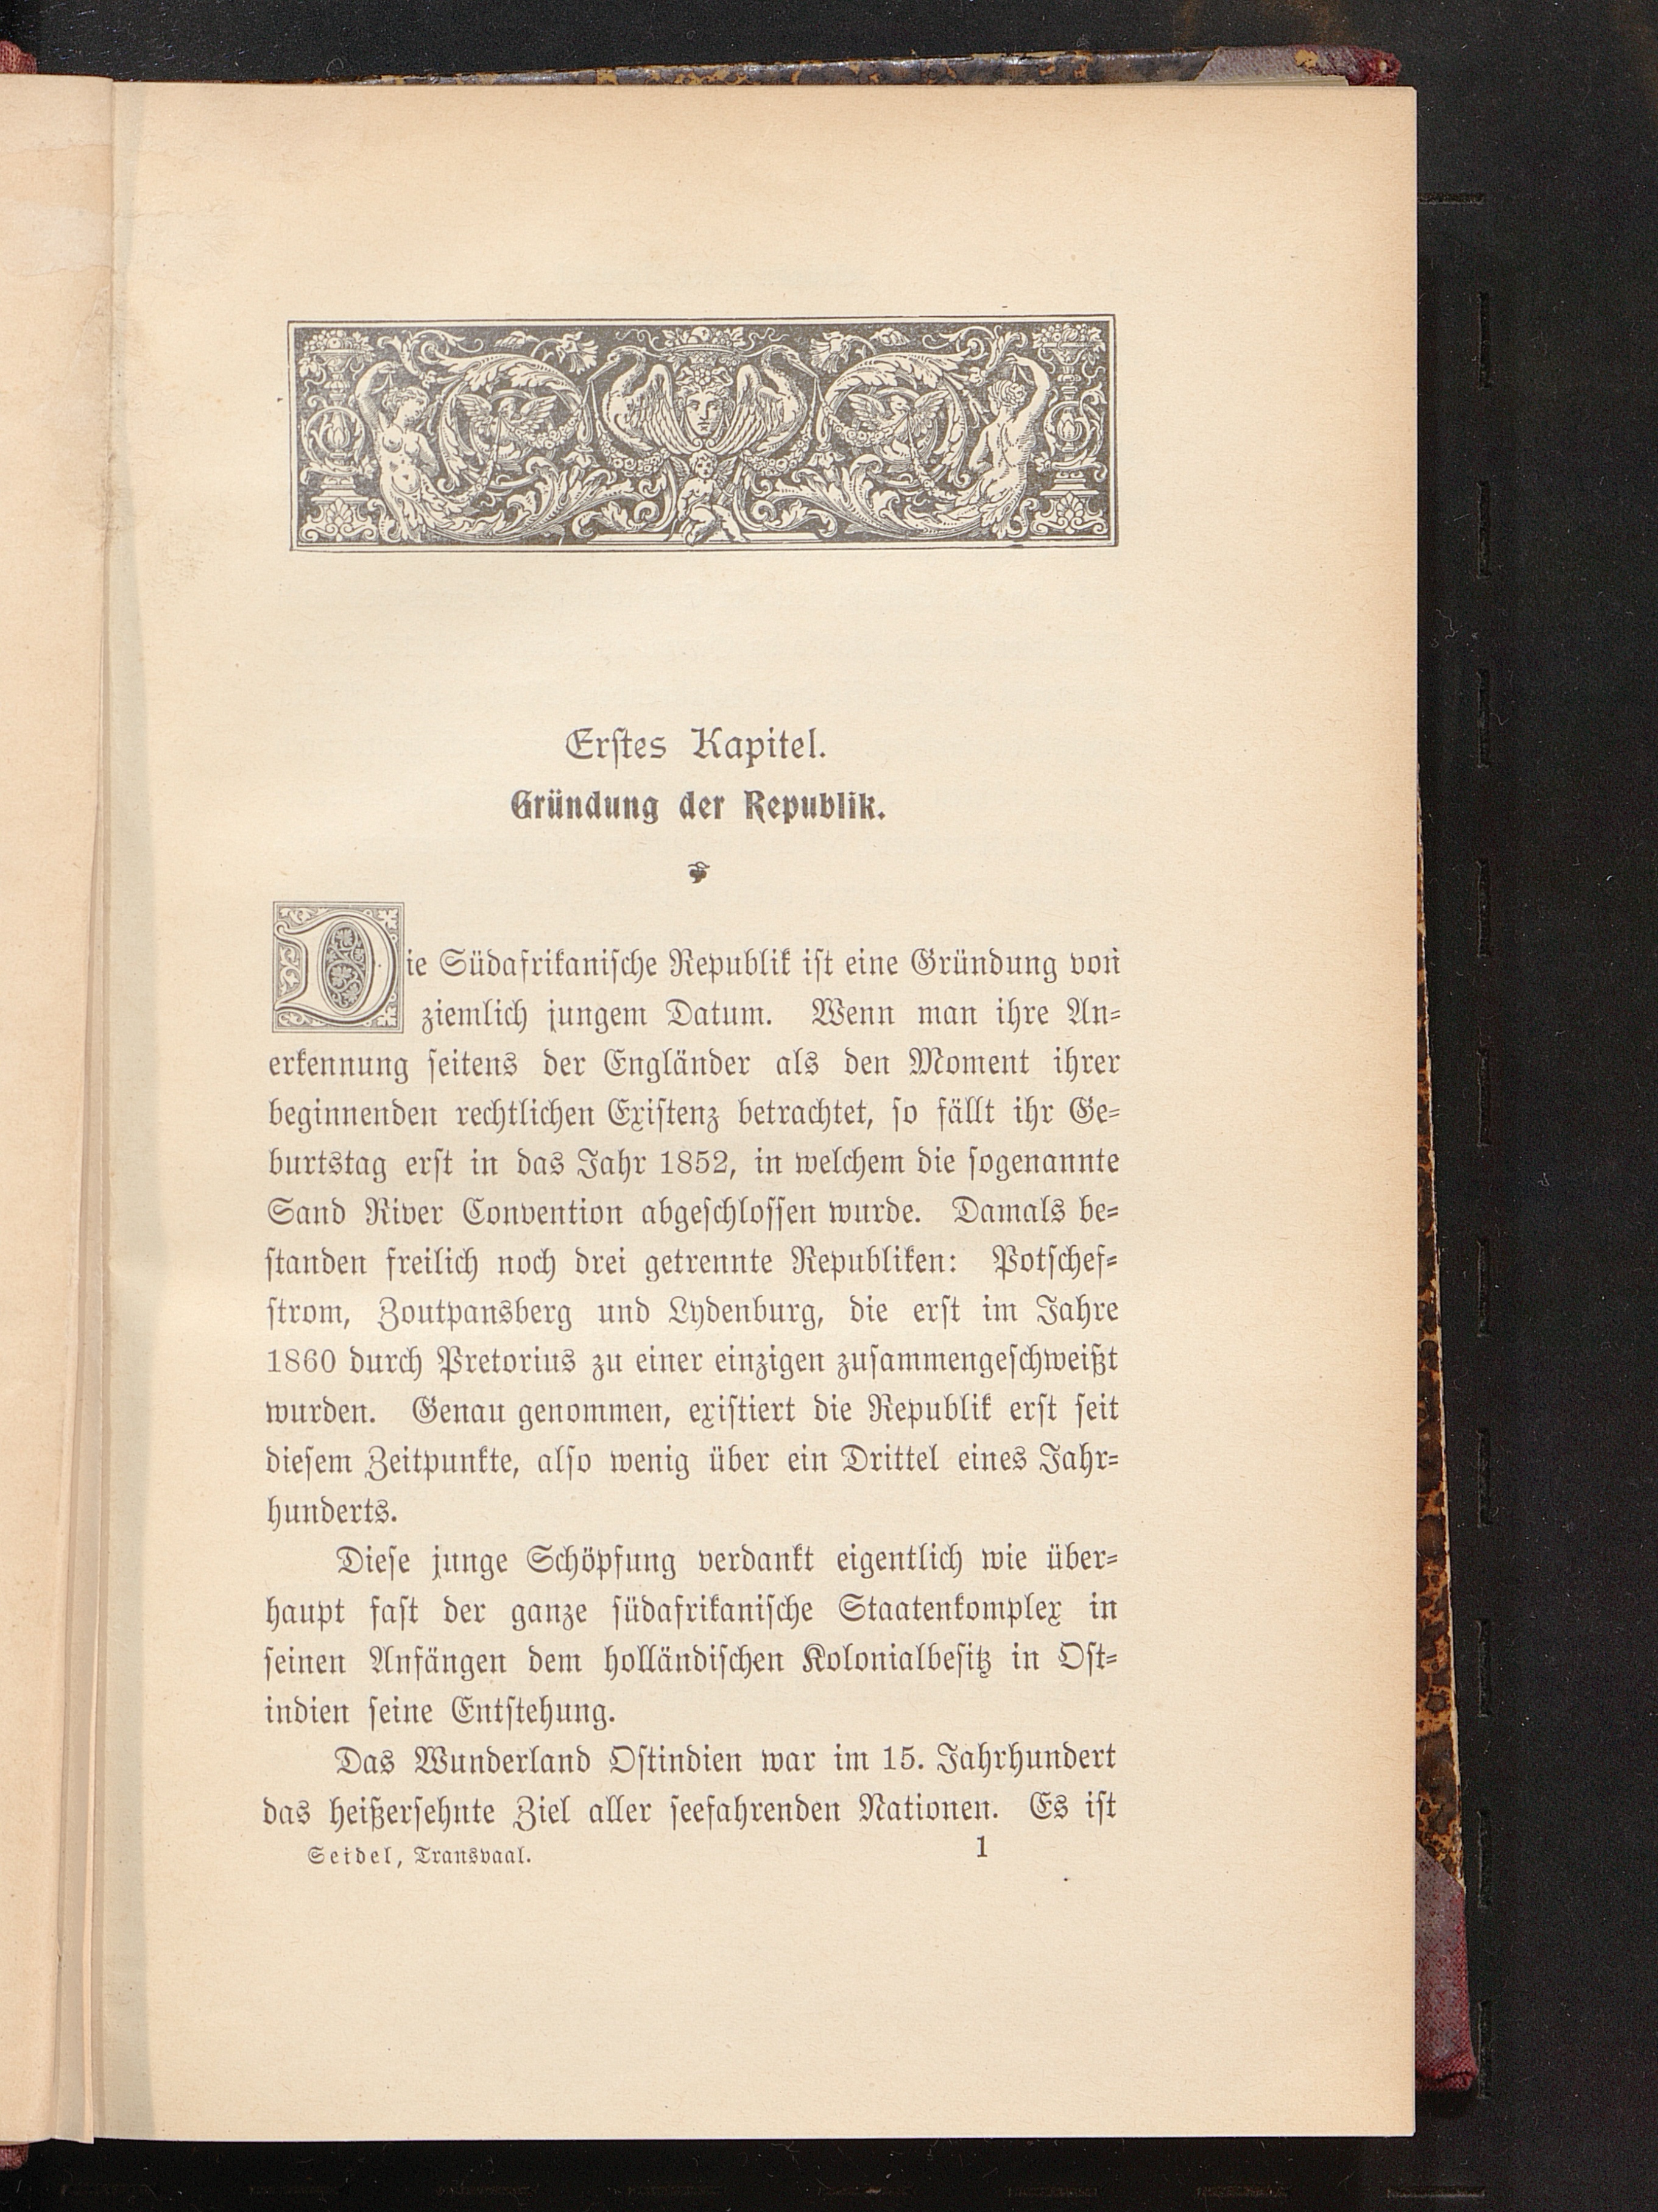 Erstes Kapitel.
Gründung der Republik.
Die Südafrikanische Republik ist eine Gründung von
ziemlich jungem Datum. Wenn man ihre An-
erkennung seitens der Engländer als den Moment ihrer
beginnenden rechtlichen Existenz betrachtet, so fällt ihr Ge-
burtstag erst in das Jahr 1852, in welchem die sogenannte
Sand River Convention abgeschlossen wurde. Damals be-
standen freilich noch drei getrennte Republiken: Potschef-
strom, Zoutpansberg und Lydenburg, die erst im Jahre
1860 durch Pretorius zu einer einzigen zusammengeschweißt
wurden. Genau genommen, existiert die Republik erst seit
diesem Zeitpunkte, also wenig über ein Drittel eines Jahr-
hunderts.
Diese junge Schöpfung verdankt eigentlich wie über-
haupt fast der ganze südafrikanische Staatenkomplex in
seinen Anfängen dem holländischen Kolonialbesitz in Ost-
indien seine Entstehung.
Das Wunderland Ostindien war im 15. Jahrhundert
das heißersehnte Ziel aller seefahrenden Nationen. Es ist
Seidel, Transvaal. 1